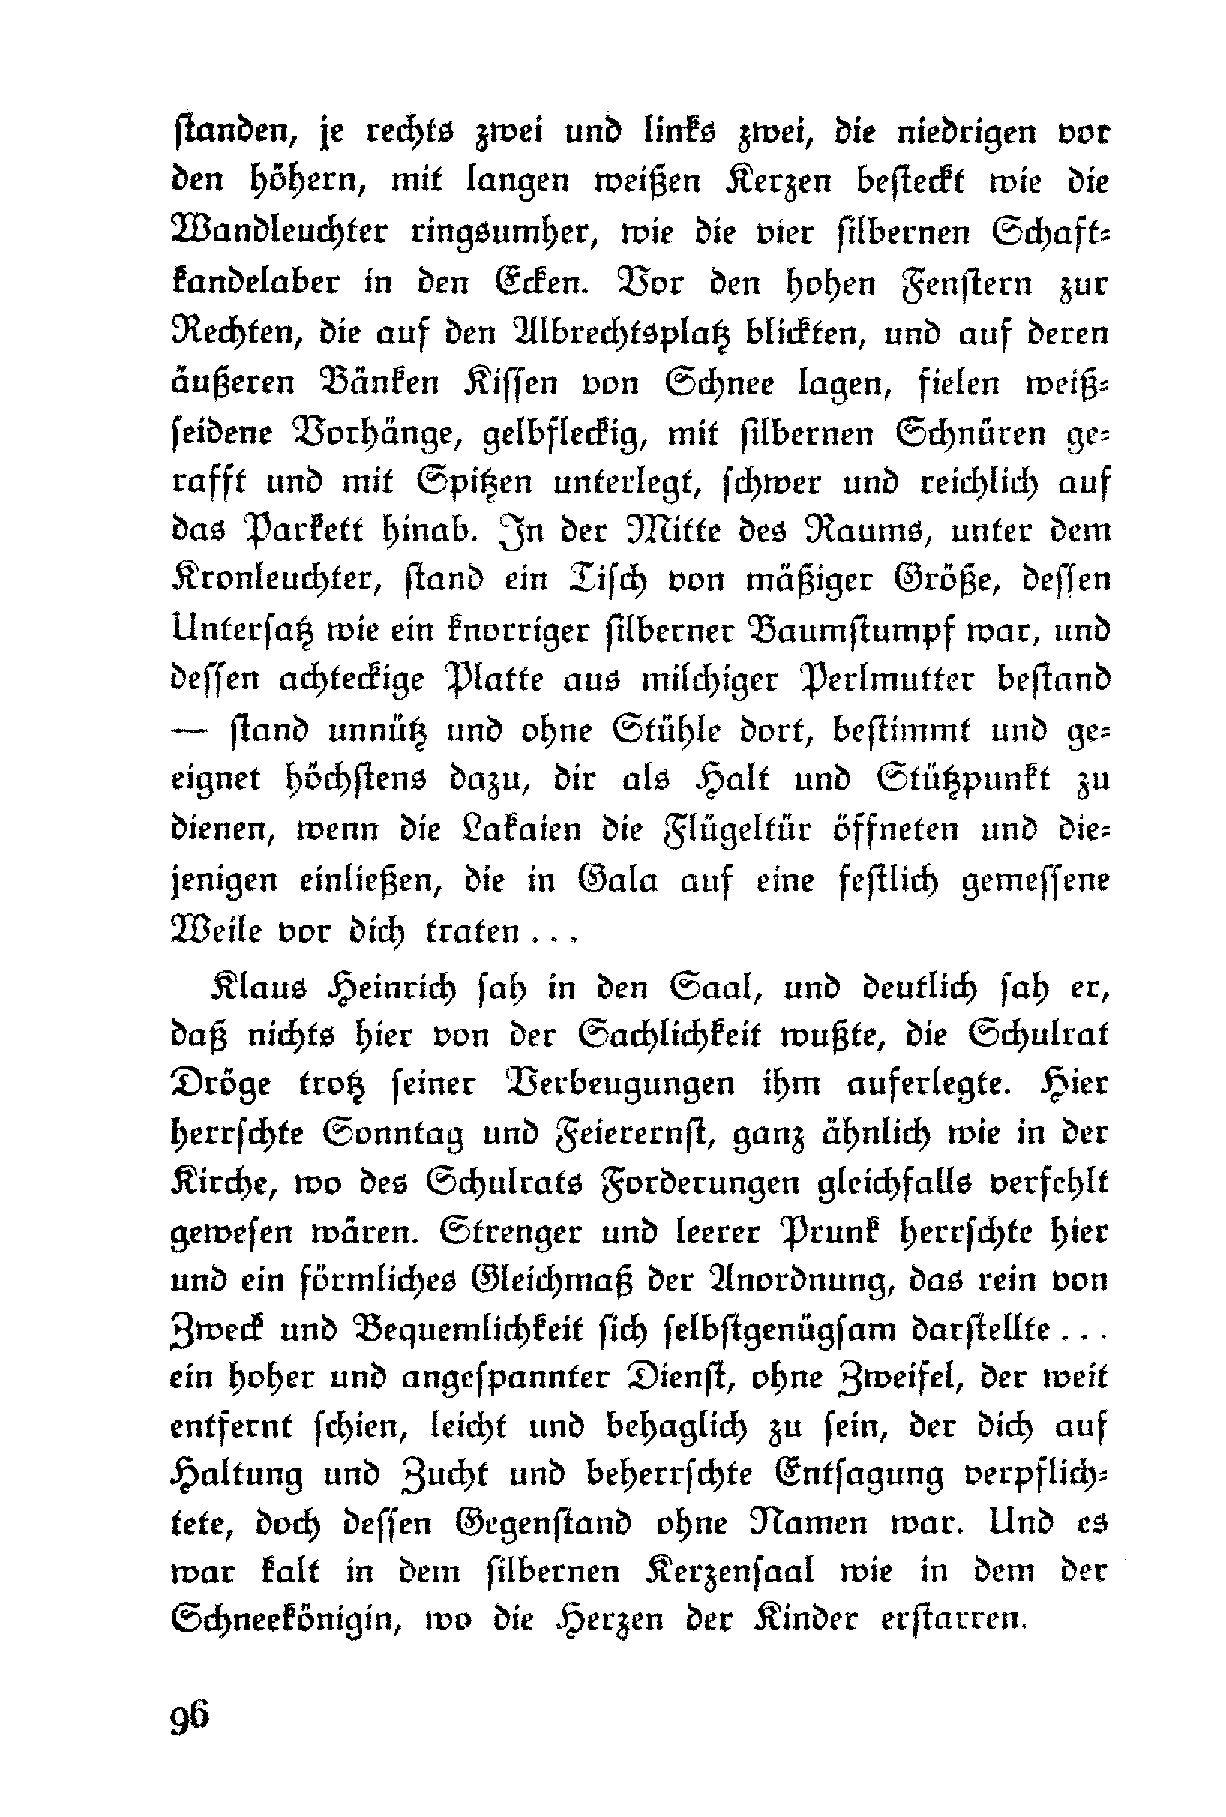 standen, je rechts zwei und links zwei, die niedrigen vor
den höhern, mit langen weißen Kerzen besteckt wie die
Wandleuchter ringsumher, wie die vier silbernen Schaft-
kandelaber in den Ecken. Vor den hohen Fenstern zur
Rechten, die auf den Albrechtsplatz blickten, und auf deren
äußeren Bänken Kissen von Schnee lagen, fielen weiß-
seidene Vorhänge, gelbfleckig, mit silbernen Schnüren ge-
rafft und mit Spitzen unterlegt, schwer und reichlich auf
das Parkett hinab. In der Mitte des Raums, unter dem
Kronleuchter, stand ein Tisch von mäßiger Größe, dessen
Untersatz wie ein knorriger silberner Baumstumpf war, und
dessen achteckige Platte aus milchiger Perlmutter bestand
— stand unnütz und ohne Stühle dort, bestimmt und ge-
eignet höchstens dazu, dir als Halt und Stützpunkt zu
dienen, wenn die Lakaien die Flügeltür öffneten und die-
jenigen einließen, die in Gala auf eine festlich gemessene
Weile vor dich traten ...
Klaus Heinrich sah in den Saal, und deutlich sah er,
daß nichts hier von der Sachlichkeit wußte, die Schulrat
Dröge trotz seiner Verbeugungen ihm auferlegte. Hier
herrschte Sonntag und Feierernst, ganz ähnlich wie in der
Kirche, wo des Schulrats Forderungen gleichfalls verfehlt
gewesen wären. Strenger und leerer Prunk herrschte hier
und ein förmliches Gleichmaß der Anordnung, das rein von
Zweck und Bequemlichkeit sich selbstgenügsam darstellte ...
ein hoher und angespannter Dienst, ohne Zweifel, der weit
entfernt schien, leicht und behaglich zu sein, der dich auf
Haltung und Zucht und beherrschte Entsagung verpflich-
tete, doch dessen Gegenstand ohne Namen war. Und es
war kalt in dem silbernen Kerzensaal wie in dem der
Schneekönigin, wo die Herzen der Kinder erstarren.
96